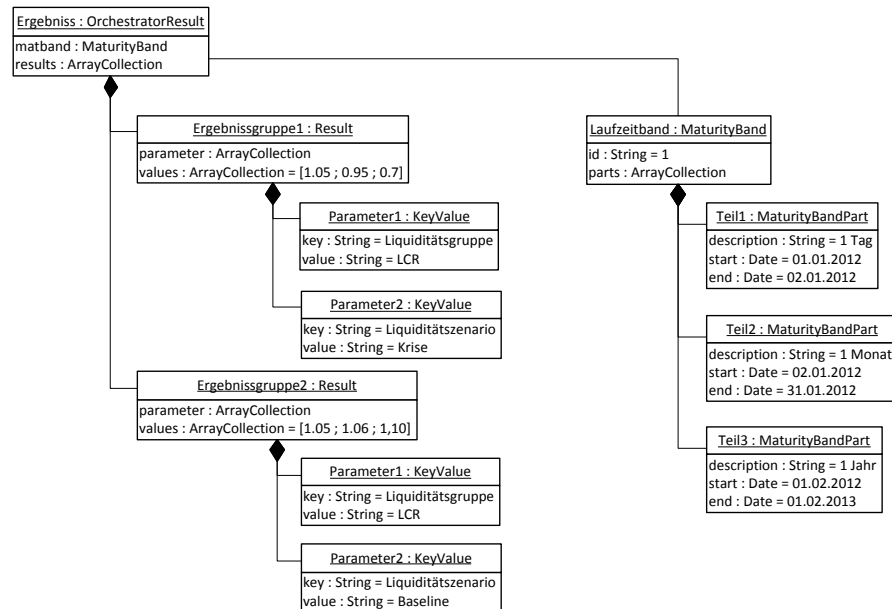 Ergebniss : OrchestratorResult
matband : MaturityBand
results : ArrayCollection
Ergebnissgruppe1 : Result
parameter : ArrayCollection
values : ArrayCollection = [1.05 ; 0.95 ; 0.7]
Parameter1 : KeyValue
key : String = Liquiditätsgruppe
value : String = LCR
Parameter2 : KeyValue
key : String = Liquiditätszenario
value : String = Krise
Ergebnissgruppe2 : Result
parameter : ArrayCollection
values : ArrayCollection = [1.05 ; 1.06 ; 1,10]
Parameter1 : KeyValue
key : String = Liquiditätsgruppe
value : String = LCR
Parameter2 : KeyValue
key : String = Liquiditätszenario
value : String = Baseline
Laufzeitband : MaturityBand
id : String = 1
parts : ArrayCollection
Teil1 : MaturityBandPart
description : String = 1 Tag
start : Date = 01.01.2012
end : Date = 02.01.2012
Teil2 : MaturityBandPart
description : String = 1 Monat
start : Date = 02.01.2012
end : Date = 31.01.2012
Teil3 : MaturityBandPart
description : String = 1 Jahr
start : Date = 01.02.2012
end : Date = 01.02.2013